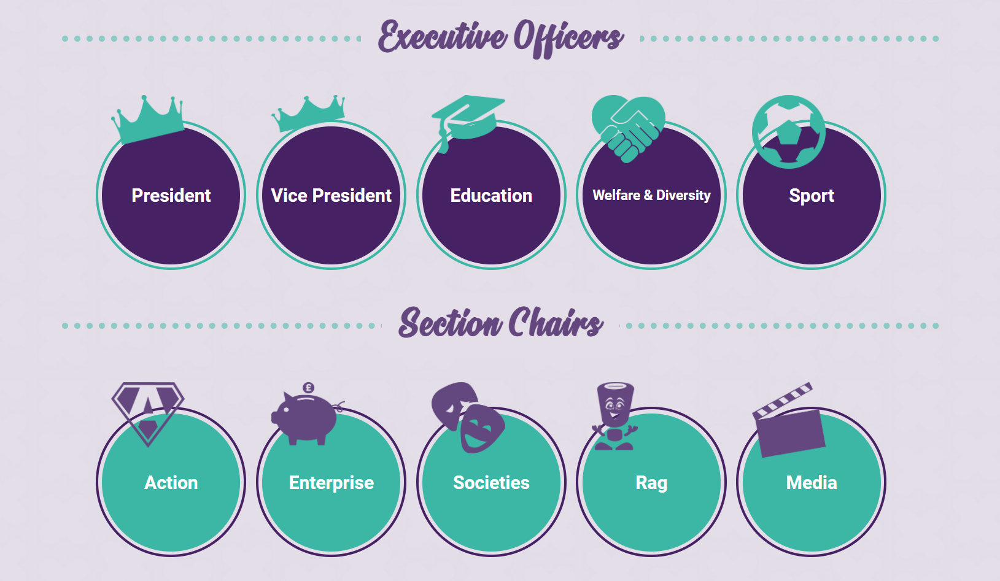 Executive Officers
President
Vice President
Education
Welfare & Diversity
Sport
Section Chairs
£
Action
Enterprise
Societies
Rag
Media